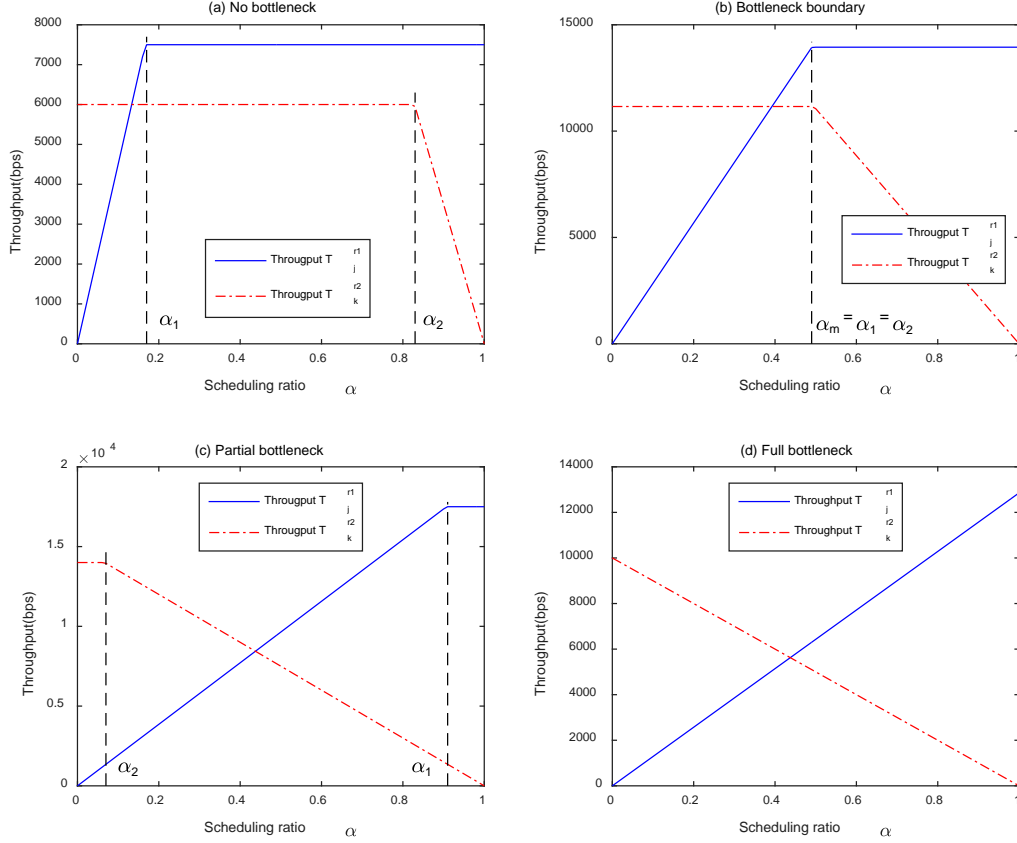 (a) No bottleneck
8000
7000
6000
5000
4000
3000
2000
1000
0
Throughput(bps)
Througput T r1 j
Througput T r2 k
α1
α2
0 0.2 0.4 0.6 0.8 1
Scheduling ratio α
(b) Bottleneck boundary
15000
10000
5000
0
Throughput(bps)
Througput T r1 j
Througput T r2 k
αm = α1 = α2
0 0.2 0.4 0.6 0.8 1
Scheduling ratio α
(c) Partial bottleneck
× 10 4
2
1.5
1
0.5
0
Throughput(bps)
Througput T r1 j
Througput T r2 k
α2
α1
0 0.2 0.4 0.6 0.8 1
Scheduling ratio α
(d) Full bottleneck
14000
12000
10000
8000
6000
4000
2000
0
Throughput(bps)
Throughput T r1 j
Throughput T r2 k
0 0.2 0.4 0.6 0.8 1
Scheduling ratio α